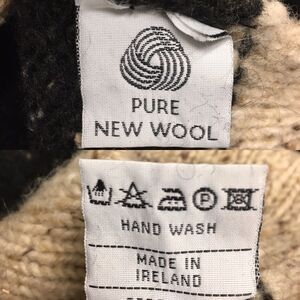 PURE
NEW WOOL
P
HAND WASH
MADE IN
IRELAND